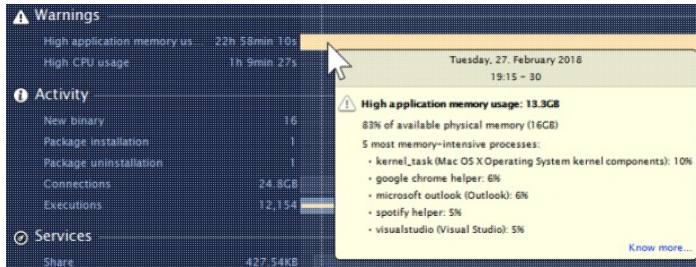 Warnings
High application memory us... 22h 58min 10s
High CPU usage 1h 9min 27s
Activity
New binary 16
Package installation 1
Package uninstallation 1
Connections 24.8GB
Executions 12,154
Services
Share 427.54KB
Tuesday, 27. February 2018
19:15 - 30
High application memory usage: 13.3GB
83% of available physical memory (16GB)
5 most memory-intensive processes:
• kernel_task (Mac OS X Operating System kernel components): 10%
• google chrome helper: 6%
• microsoft outlook (Outlook): 6%
• spotify helper: 5%
• visualstudio (Visual Studio): 5%
Know more...